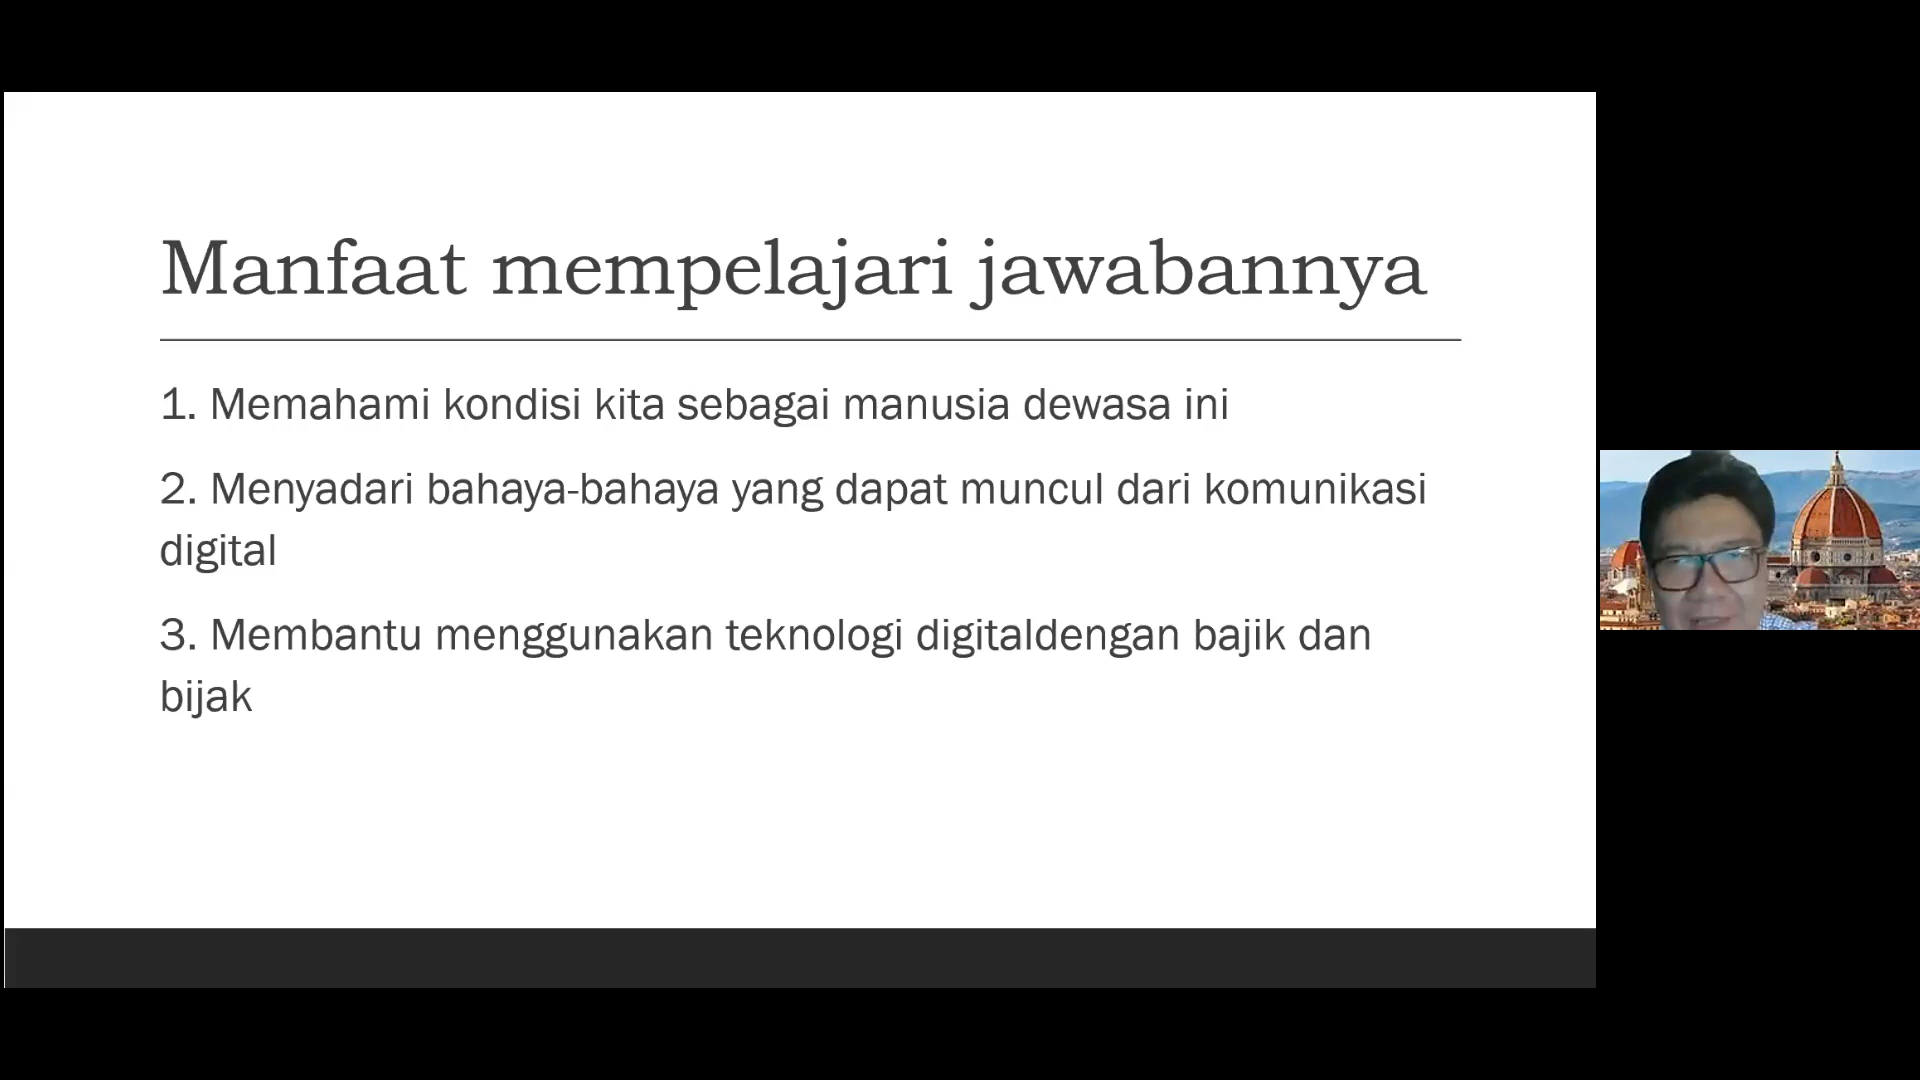 Manfaat mempelajari jawabannya
1. Memahami kondisi kita sebagai manusia dewasa ini
2. Menyadari bahaya-bahaya yang dapat muncul dari komunikasi
digital
3. Membantu menggunakan teknologi digitaldengan bajik dan
bijak